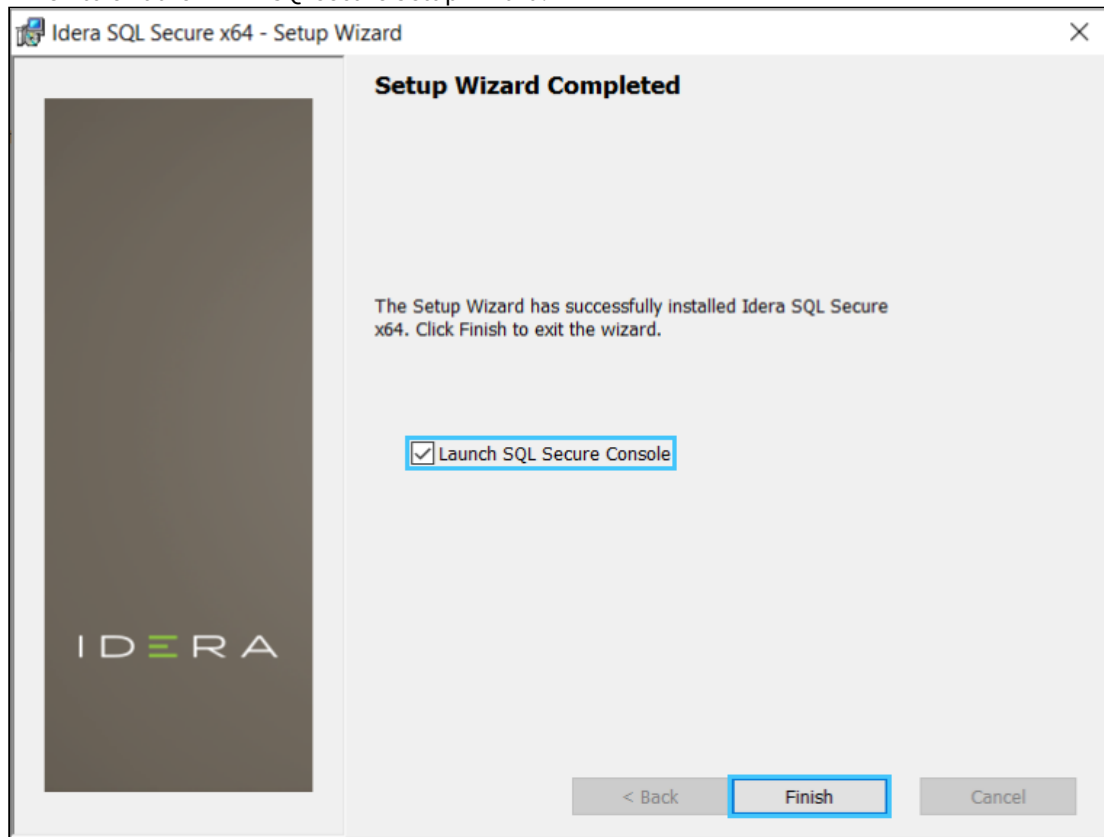 Idera SQL Secure x64 - Setup Wizard
Setup Wizard Completed
The Setup Wizard has successfully installed Idera SQL Secure
x64. Click Finish to exit the wizard.
Launch SQL Secure Console
IDERA
< Back
Finish
Cancel